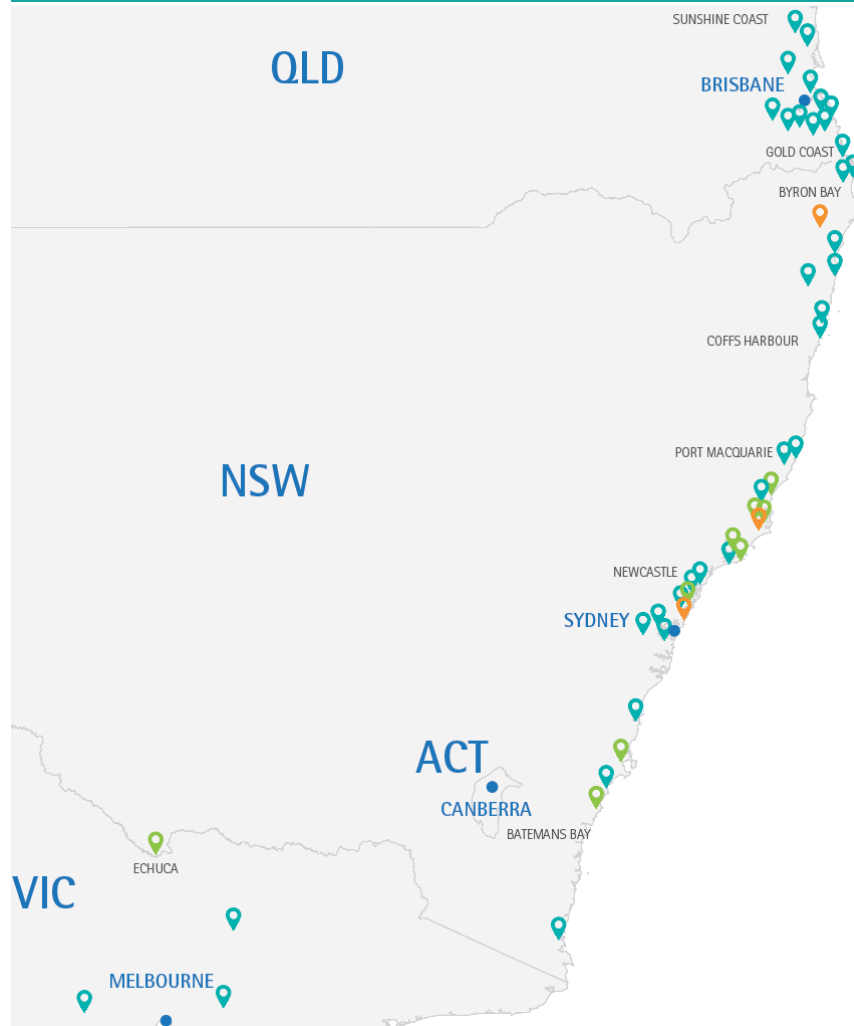 SUNSHINE COAST
QLD
BRISBANE
GOLD COAST
BYRON BAY
COFFS HARBOUR
PORT MACQUARIE
NSW
NEWCASTLE
SYDNEY
ACT
CANBERRA
BATEMANS BAY
ECHUCA
VIC
MELBOURNE